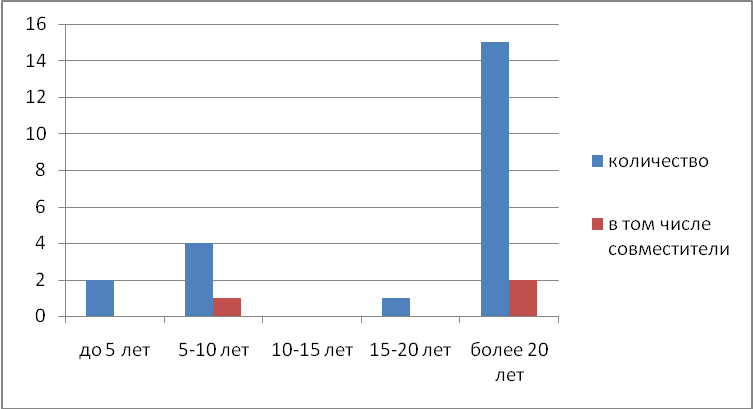 16
14
12
10
8
6
4
2
0
до 5 лет
5-10 лет
10-15 лет
15-20 лет
более 20
лет
количество
в том числе
совместители